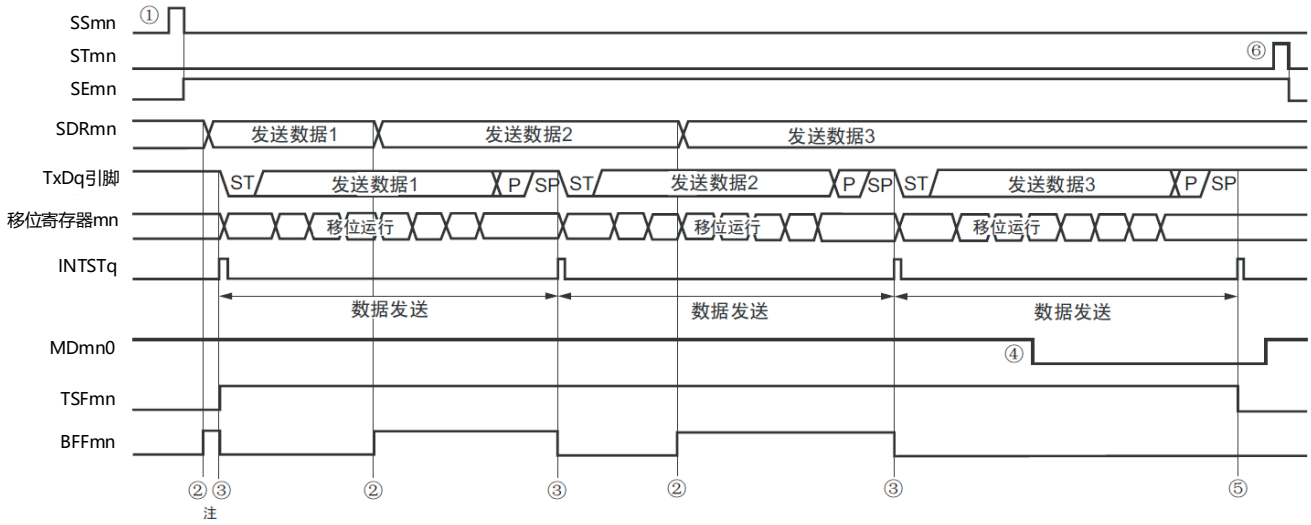 SSmn ①
STmn ⑥
SEmn
SDRmn 发送数据1 发送数据2 发送数据3
TxDq引脚 ST 发送数据1 P SP ST 发送数据2 P SP ST 发送数据3 P SP
移位寄存器mn 移位运行 移位运行 移位运行
INTSTq
数据发送 数据发送 数据发送
MDmn0 ④
TSFmn
BFFmn
② ③ ② ③ ② ③ ⑤
注